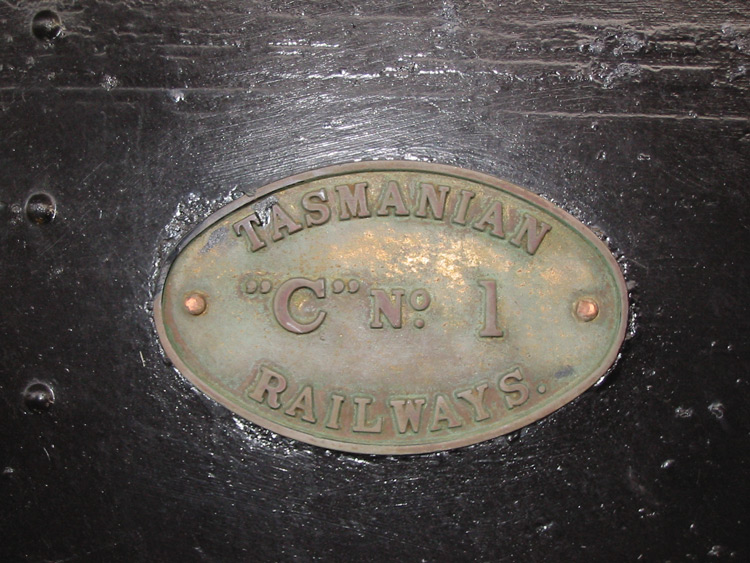 TASMANIAN
"C" No. 1
RAILWAYS.